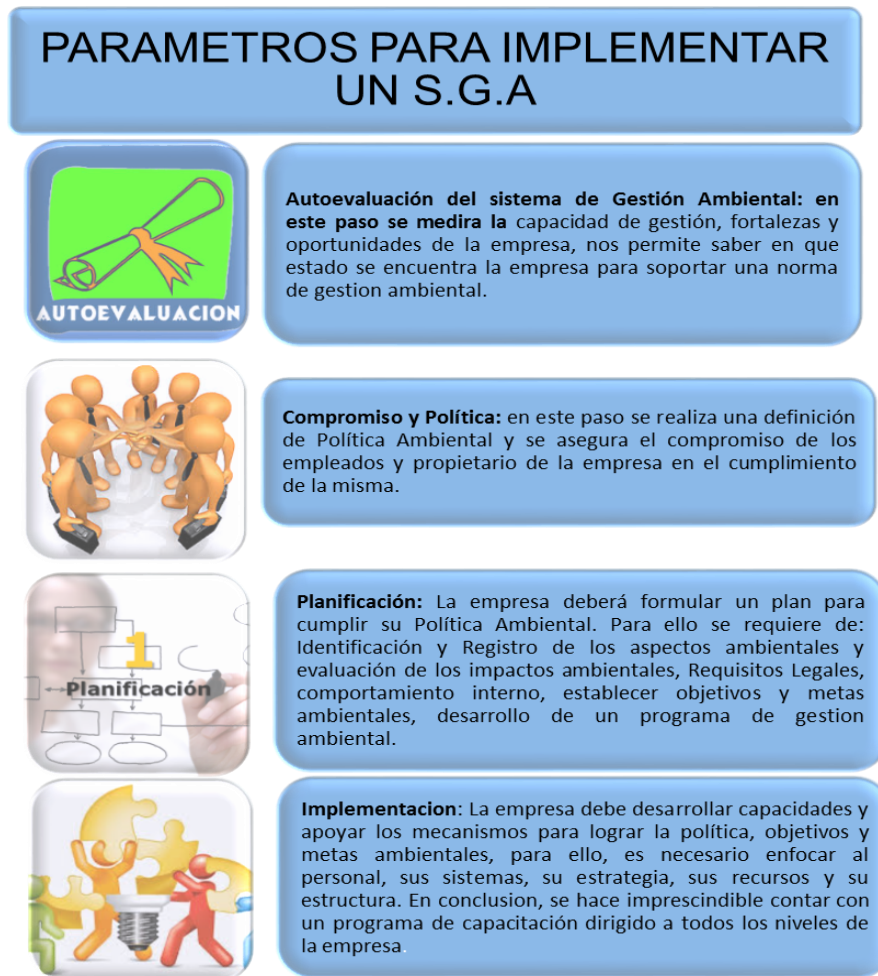 PARAMETROS PARA IMPLEMENTAR
UN S.G.A
AUTOEVALUACION
Autoevaluación del sistema de Gestión Ambiental: en
este paso se medira la capacidad de gestión, fortalezas y
oportunidades de la empresa, nos permite saber en que
estado se encuentra la empresa para soportar una norma
de gestion ambiental.
Compromiso y Política: en este paso se realiza una definición
de Política Ambiental y se asegura el compromiso de los
empleados y propietario de la empresa en el cumplimiento
de la misma.
1
Planificación
Planificación: La empresa deberá formular un plan para
cumplir su Política Ambiental. Para ello se requiere de:
Identificación y Registro de los aspectos ambientales y
evaluación de los impactos ambientales, Requisitos Legales,
comportamiento interno, establecer objetivos y metas
ambientales, desarrollo de un programa de gestion
ambiental.
Implementacion: La empresa debe desarrollar capacidades y
apoyar los mecanismos para lograr la política, objetivos y
metas ambientales, para ello, es necesario enfocar al
personal, sus sistemas, su estrategia, sus recursos y su
estructura. En conclusion, se hace imprescindible contar con
un programa de capacitación dirigido a todos los niveles de
la empresa.